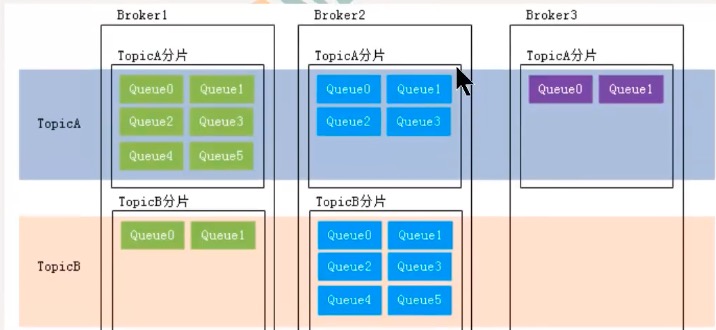 Broker1 Broker2 Broker3
TopicA分片 TopicA分片 TopicA分片
Queue0 Queue1 Queue0 Queue1 Queue0 Queue1
TopicA Queue2 Queue3 Queue2 Queue3
Queue4 Queue5
TopicB分片 TopicB分片
Queue0 Queue1 Queue0 Queue1
TopicB Queue2 Queue3
Queue4 Queue5